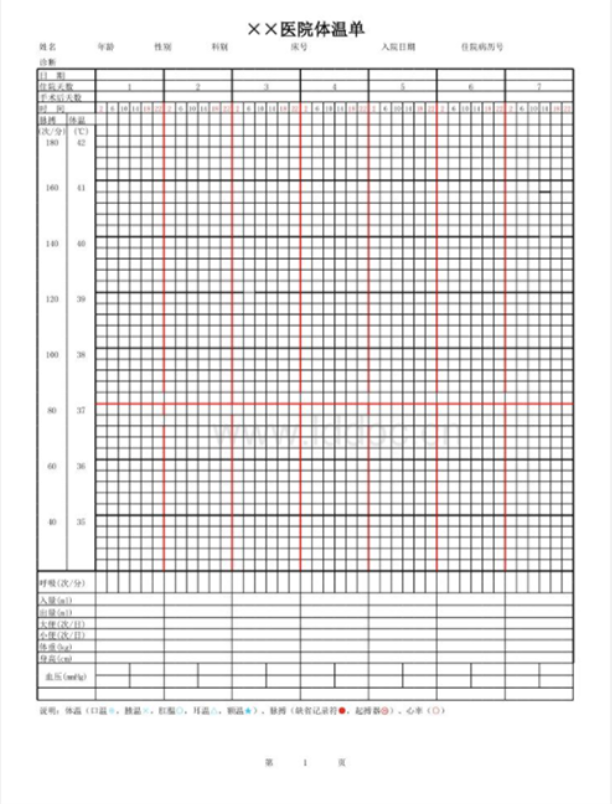 ××医院体温单
姓名 年龄 性别 科别 床号 入院日期 住院病历号
诊断
日 期
住院天数 1 2 3 4 5 6 7
手术后天数
时 间 2 6 10 14 18 22 2 6 10 14 18 22 2 6 10 14 18 22 2 6 10 14 18 22 2 6 10 14 18 22 2 6 10 14 18 22 2 6 10 14 18 22
脉搏 体温
(次/分) (℃)
180 42
160 41
140 40
120 39
100 38
80 37
60 36
40 35
呼吸(次/分)
入量(ml)
出量(ml)
大便(次/日)
小便(次/日)
体重(kg)
身高(cm)
血压(mmHg)
说明：体温（口温●、腋温×、肛温○、耳温△、额温★）、脉搏（缺省记录符●、起搏器Ⓗ）、心率（○）
第 1 页